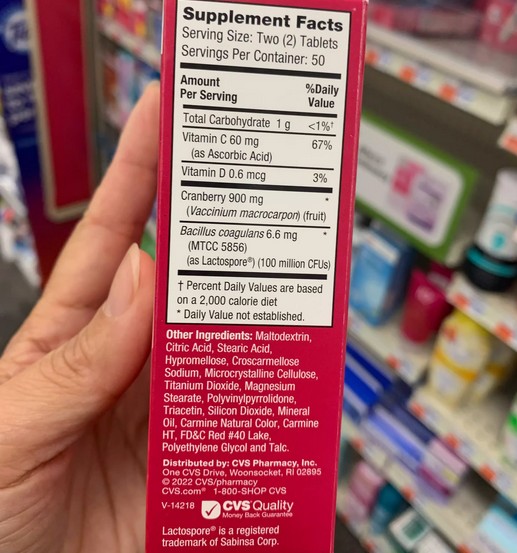 Supplement Facts
Serving Size: Two (2) Tablets
Servings Per Container: 50
Amount Per Serving
%Daily Value
Total Carbohydrate 1 g <1%†
Vitamin C 60 mg 67%
(as Ascorbic Acid)
Vitamin D 0.6 mcg 3%
Cranberry 900 mg *
(Vaccinium macrocarpon) (fruit)
Bacillus coagulans 6.6 mg *
(MTCC 5856)
(as Lactospore®) (100 million CFUs)
† Percent Daily Values are based
on a 2,000 calorie diet
* Daily Value not established.
Other Ingredients: Maltodextrin,
Citric Acid, Stearic Acid,
Hypromellose, Croscarmellose
Sodium, Microcrystalline Cellulose,
Titanium Dioxide, Magnesium
Stearate, Polyvinylpyrrolidone,
Triacetin, Silicon Dioxide, Mineral
Oil, Carmine Natural Color, Carmine
HT, FD&C Red #40 Lake,
Polyethylene Glycol and Talc.
Distributed by: CVS Pharmacy, Inc.
One CVS Drive, Woonsocket, RI 02895
© 2022 CVS/pharmacy
CVS.com® 1-800-SHOP CVS
V-14218 CVS Quality
Money Back Guarantee
Lactospore® is a registered
trademark of Sabinsa Corp.